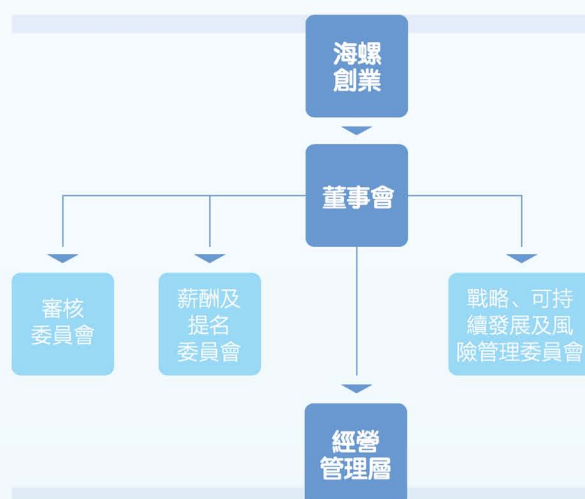 海螺
創業
董事會
審核
委員會
薪酬及
提名
委員會
戰略、可持
續發展及風
險管理委員會
經營
管理層